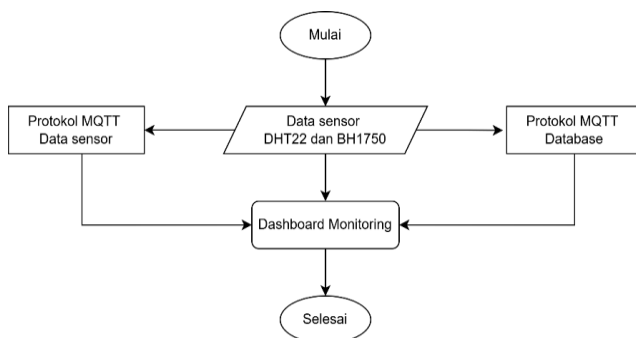 Mulai
Protokol MQTT
Data sensor
Data sensor
DHT22 dan BH1750
Protokol MQTT
Database
Dashboard Monitoring
Selesai